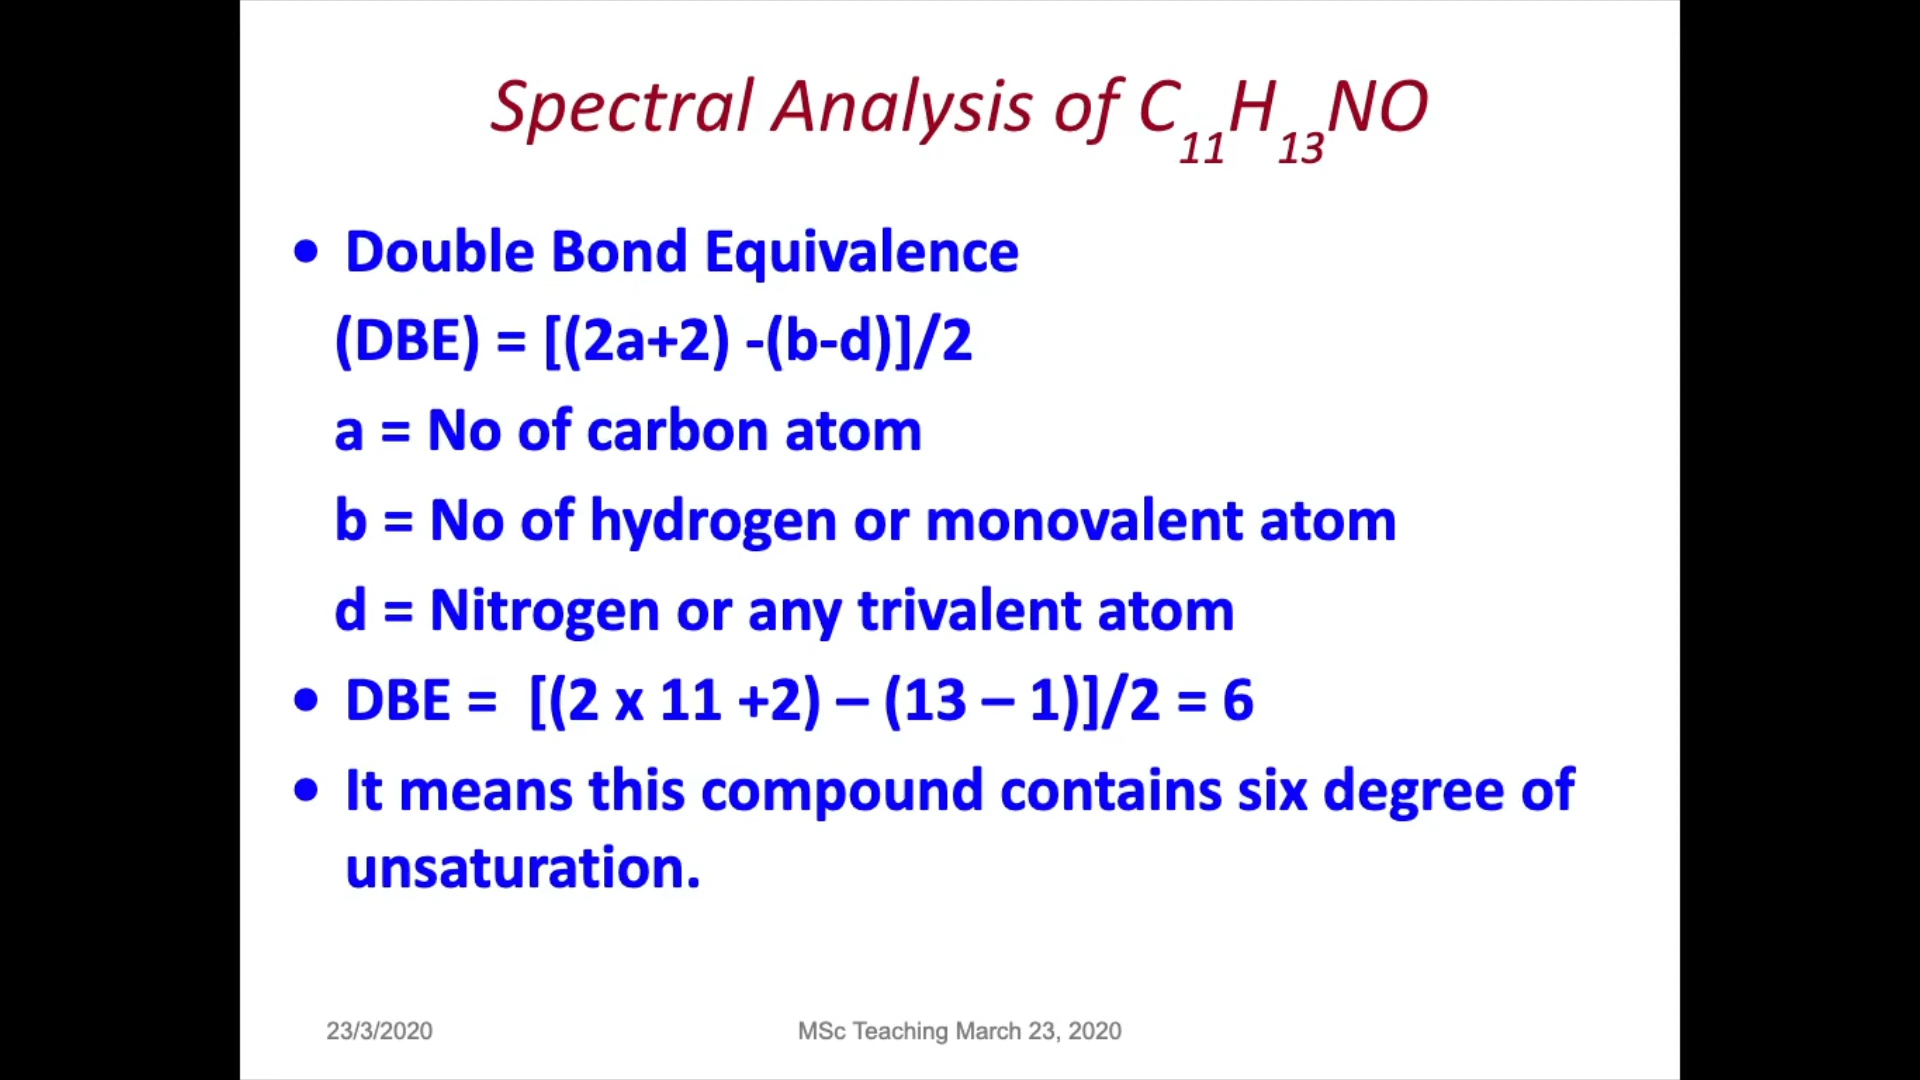 Spectral Analysis of C₁₁H₁₃NO
• Double Bond Equivalence
(DBE) = [(2a+2) -(b-d)]/2
a = No of carbon atom
b = No of hydrogen or monovalent atom
d = Nitrogen or any trivalent atom
• DBE = [(2 x 11 +2) – (13 – 1)]/2 = 6
• It means this compound contains six degree of
unsaturation.
23/3/2020
MSc Teaching March 23, 2020